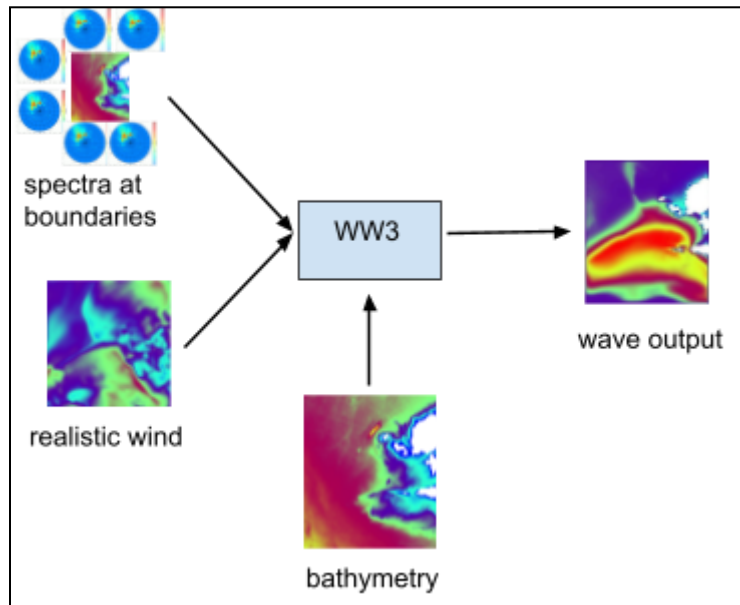 spectra at
boundaries
WW3
wave output
realistic wind
bathymetry